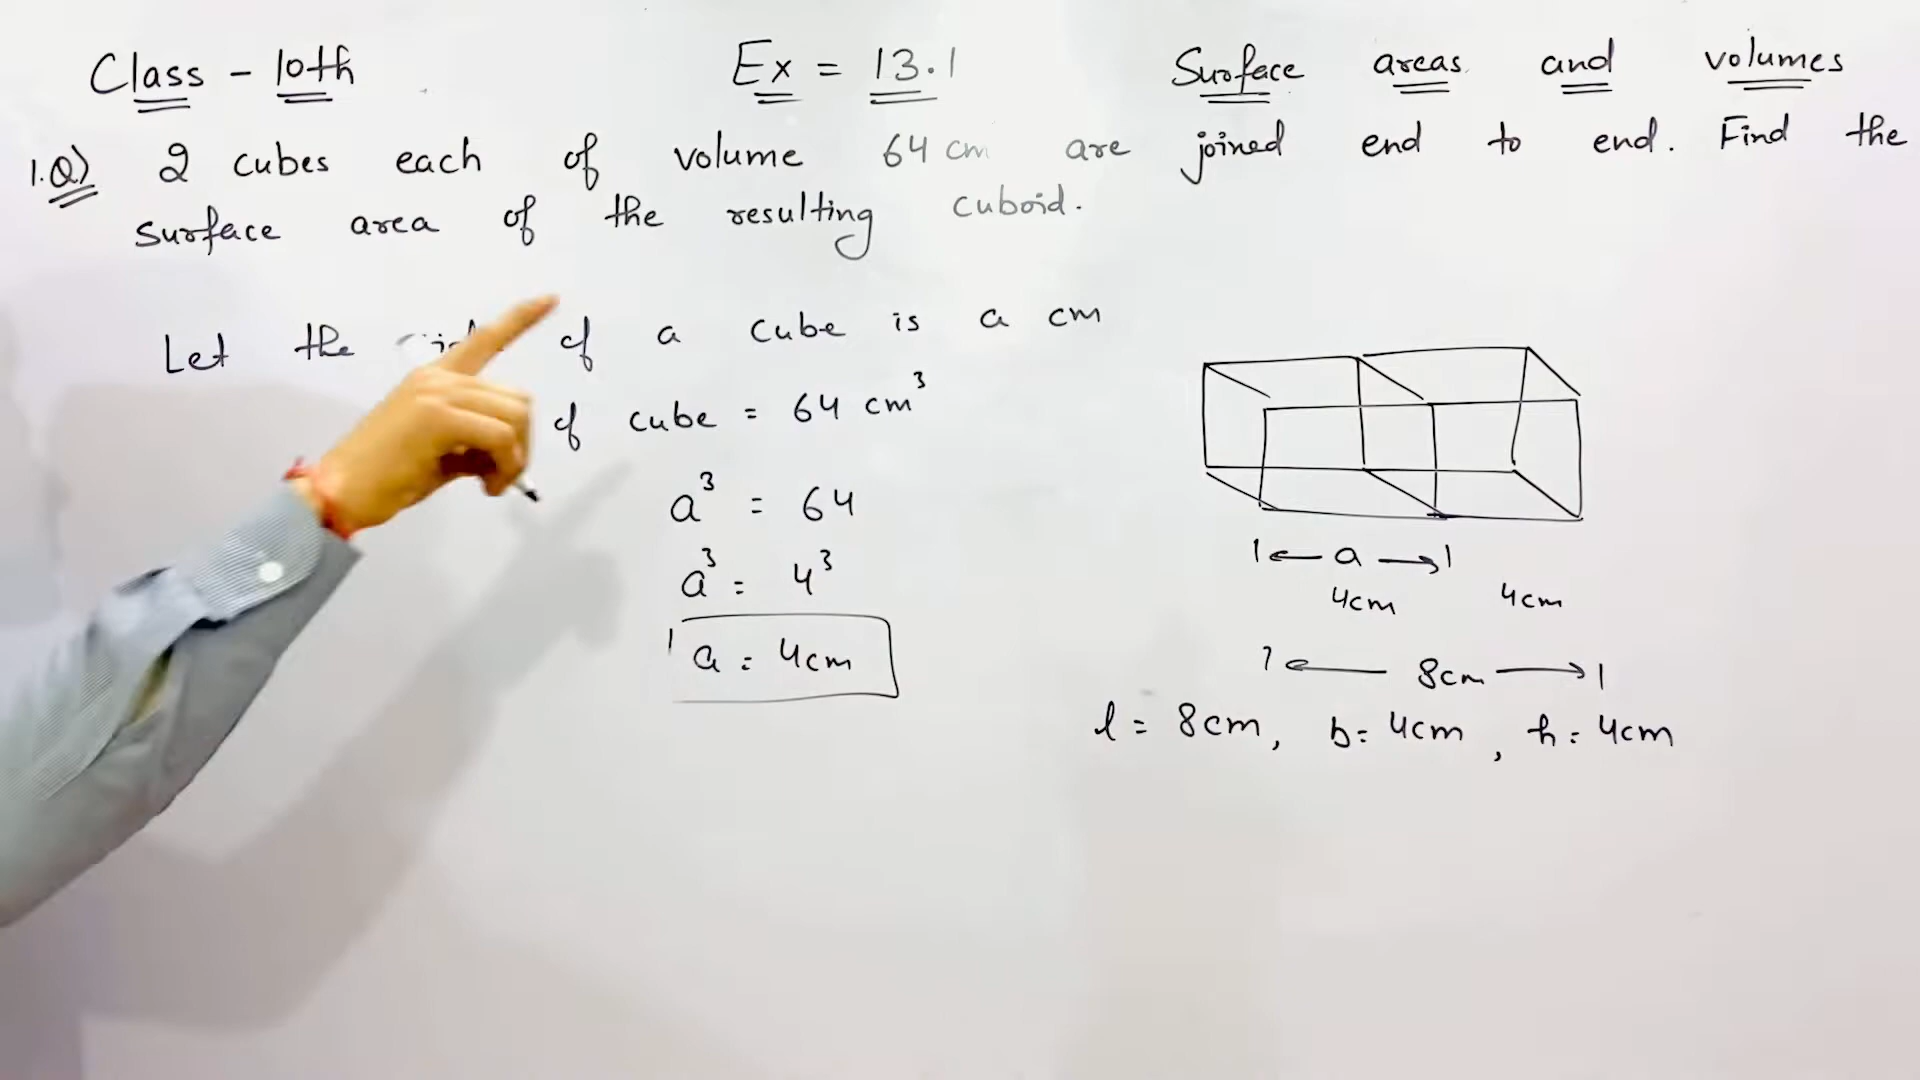 Class - 10th
Ex = 13.1
Surface areas and volumes
1.Q) 2 cubes each of volume 64 cm are joined end to end. Find the
surface area of the resulting cuboid.
Let the of a cube is a cm
of cube = 64 cm³
a³ = 64
a³ = 4³
a = 4cm
a
4cm 4cm
8cm
l = 8cm, b = 4cm, h = 4cm